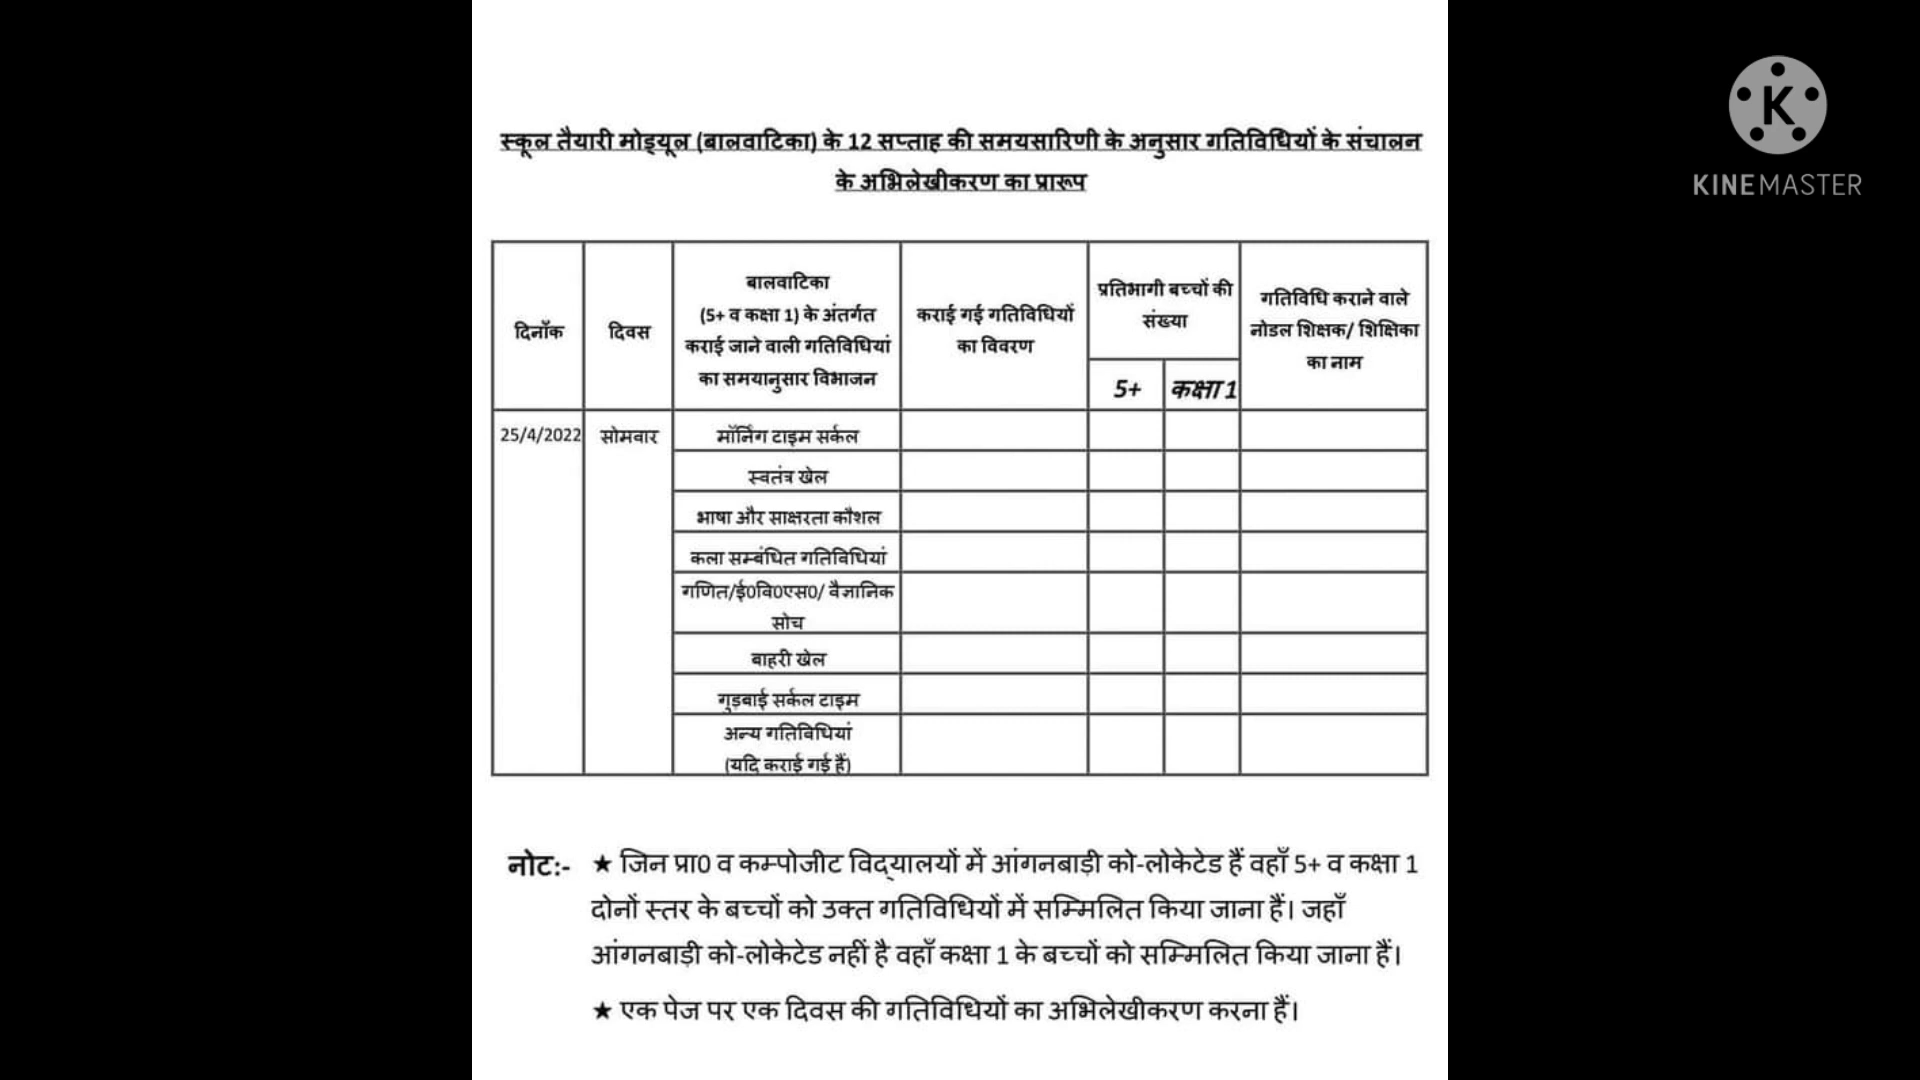 स्कूल तैयारी मोड्यूल (बालवाटिका) के 12 सप्ताह की समयसारिणी के अनुसार गतिविधियों के संचालन
के अभिलेखीकरण का प्रारूप
K
KINEMASTER
दिनाँक
दिवस
बालवाटिका
(5+ व कक्षा 1) के अंतर्गत
कराई जाने वाली गतिविधियां
का समयानुसार विभाजन
कराई गई गतिविधियों
का विवरण
प्रतिभागी बच्चों की
संख्या
5+
कक्षा 1
गतिविधि कराने वाले
नोडल शिक्षक/ शिक्षिका
का नाम
25/4/2022
सोमवार
मॉर्निंग टाइम सर्कल
स्वतंत्र खेल
भाषा और साक्षरता कौशल
कला सम्बंधित गतिविधियां
गणित/ई0वि0एस0/ वैज्ञानिक
सोच
बाहरी खेल
गुडबाई सर्कल टाइम
अन्य गतिविधियां
(यदि कराई गई हैं)
नोट:- ★ जिन प्रा0 व कम्पोजीट विद्यालयों में आंगनबाड़ी को-लोकेटेड हैं वहाँ 5+ व कक्षा 1
दोनों स्तर के बच्चों को उक्त गतिविधियों में सम्मिलित किया जाना हैं। जहाँ
आंगनबाड़ी को-लोकेटेड नहीं है वहाँ कक्षा 1 के बच्चों को सम्मिलित किया जाना हैं।
★ एक पेज पर एक दिवस की गतिविधियों का अभिलेखीकरण करना हैं।